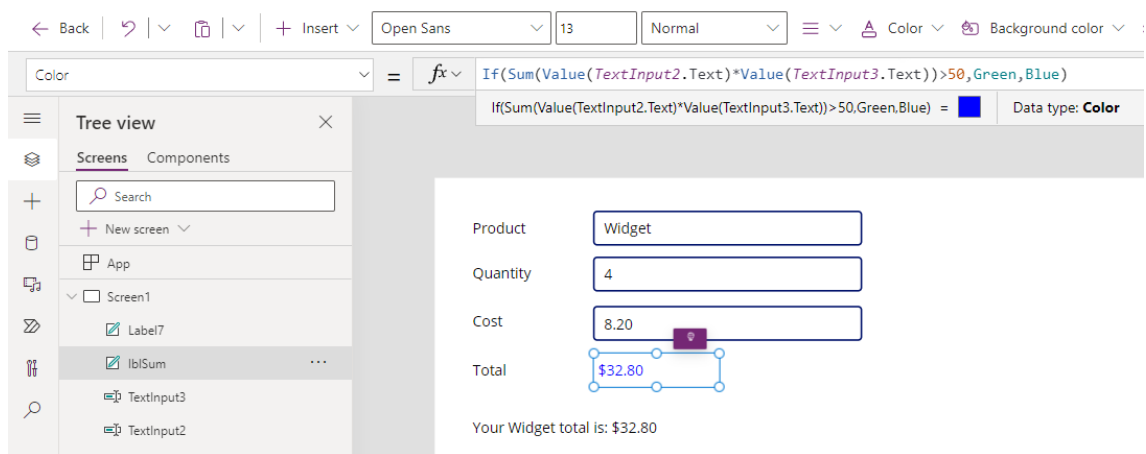 Back Insert Open Sans 13 Normal Color Background color
Color = fx If(Sum(Value(TextInput2.Text)*Value(TextInput3.Text))>50,Green,Blue)
If(Sum(Value(TextInput2.Text)*Value(TextInput3.Text))>50,Green,Blue) = Data type: Color
Tree view
Screens Components
Search
New screen
App
Screen1
Label7
lblSum
TextInput3
TextInput2
Product Widget
Quantity 4
Cost 8.20
Total $32.80
Your Widget total is: $32.80